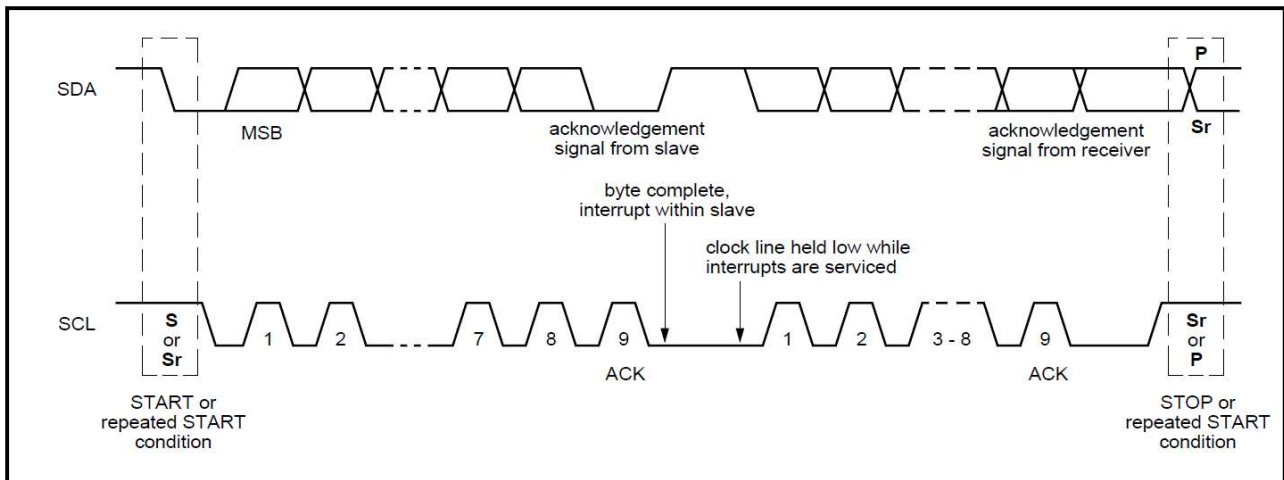 P
SDA
MSB
acknowledgement
signal from slave
acknowledgement
signal from receiver
Sr
byte complete,
interrupt within slave
clock line held low while
interrupts are serviced
SCL
S
or
Sr
1
2
7
8
9
1
2
3 - 8
9
Sr
or
P
ACK
ACK
START or
repeated START
condition
STOP or
repeated START
condition